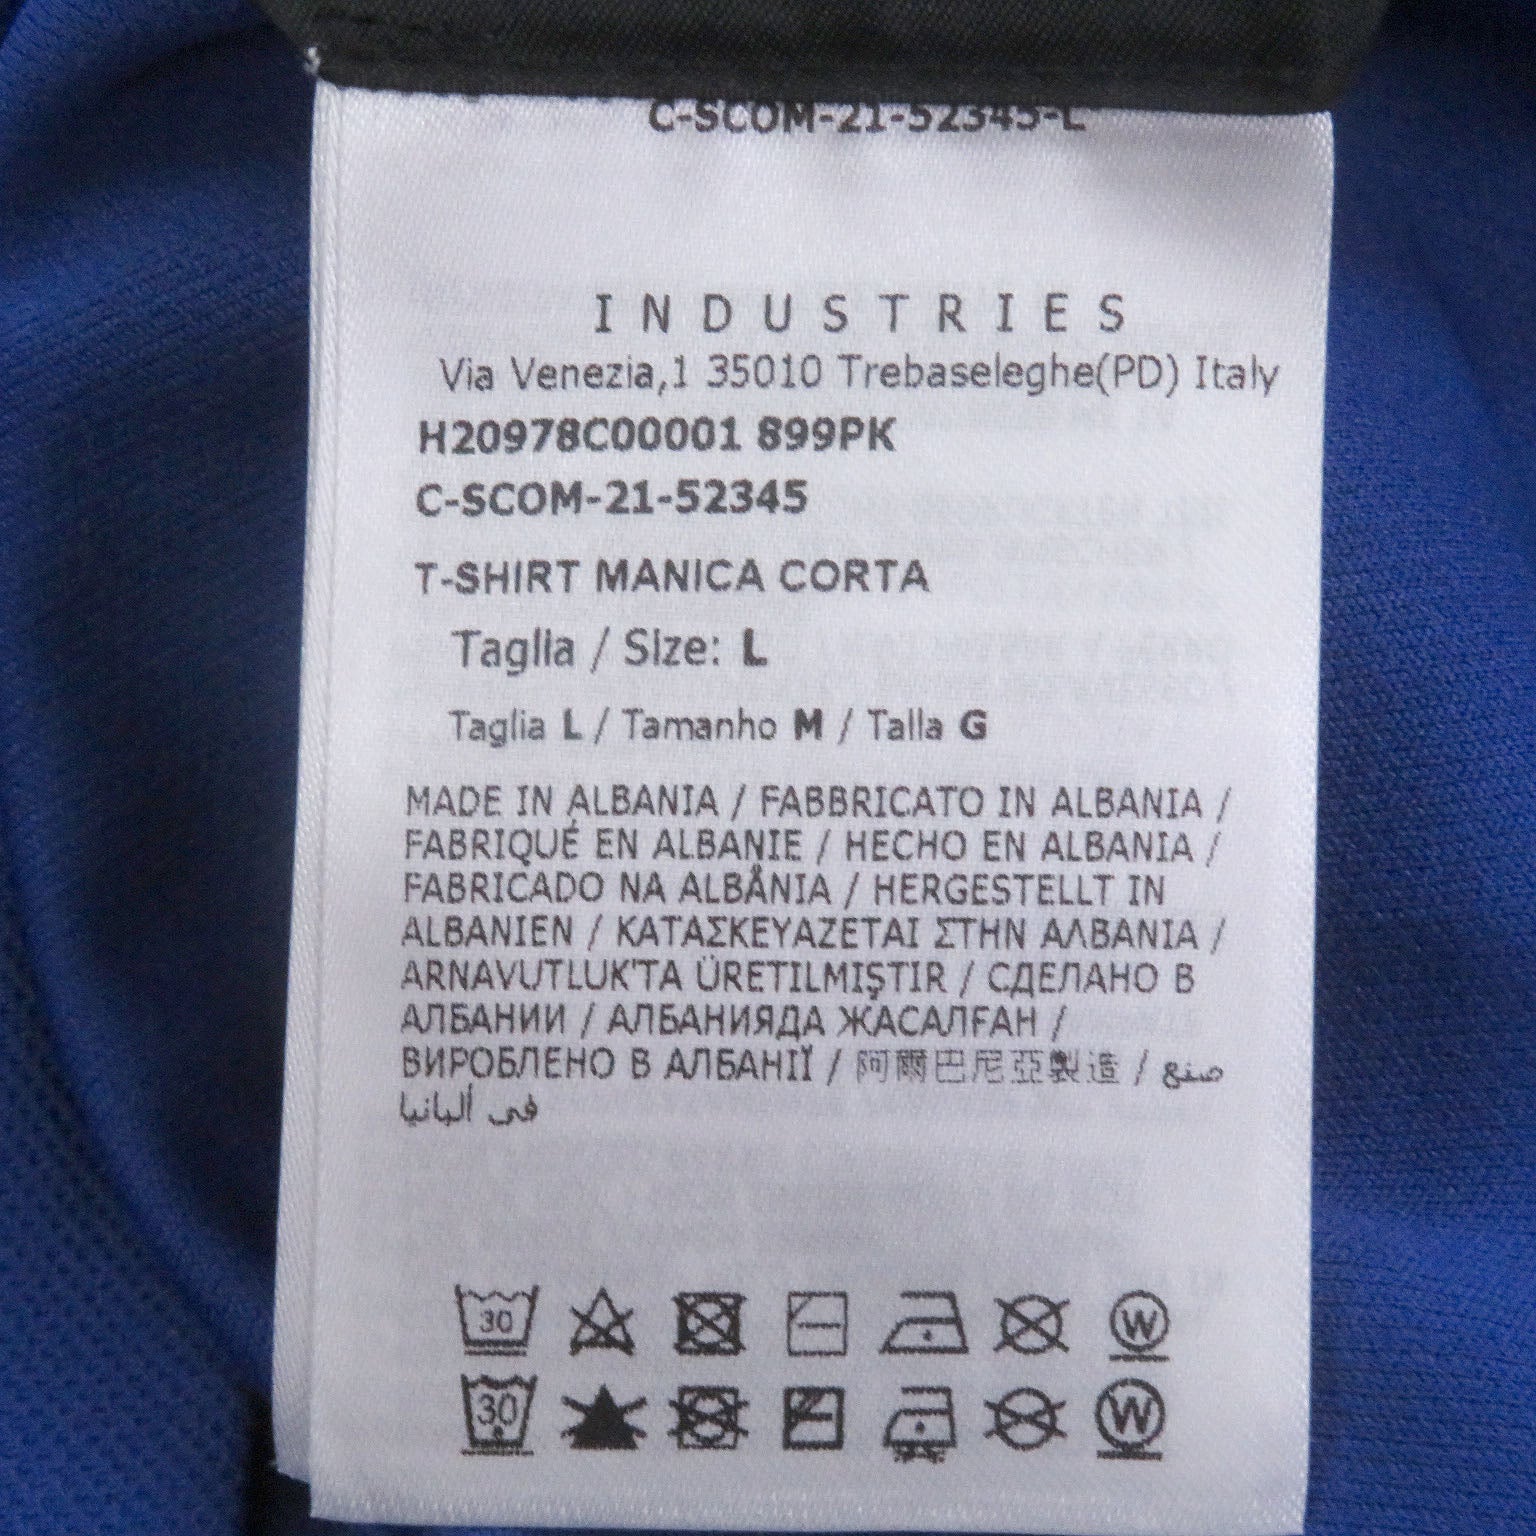 C-SCOM-21-52345-L
INDUSTRIES
Via Venezia,1 35010 Trebaseleghe(PD) Italy
H20978C00001 899PK
C-SCOM-21-52345
T-SHIRT MANICA CORTA
Taglia / Size: L
Taglia L / Tamanho M / Talla G
MADE IN ALBANIA / FABBRICATO IN ALBANIA /
FABRIQUÉ EN ALBANIE / HECHO EN ALBANIA /
FABRICADO NA ALBÂNIA / HERGESTELLT IN
ALBANIEN / ΚΑΤΑΣΚΕΥΑΖΕΤΑΙ ΣΤΗΝ ΑΛΒΑΝΙΑ /
ARNAVUTLUK'TA ÜRETILMIŞTIR / СДЕЛАНО В
АЛБАНИИ / АЛБАНИЯДА ЖАСАЛҒАН /
ВИРОБЛЕНО В АЛБАНІЇ / 阿爾巴尼亞製造 / صنع
في ألبانيا
30 W
30 W